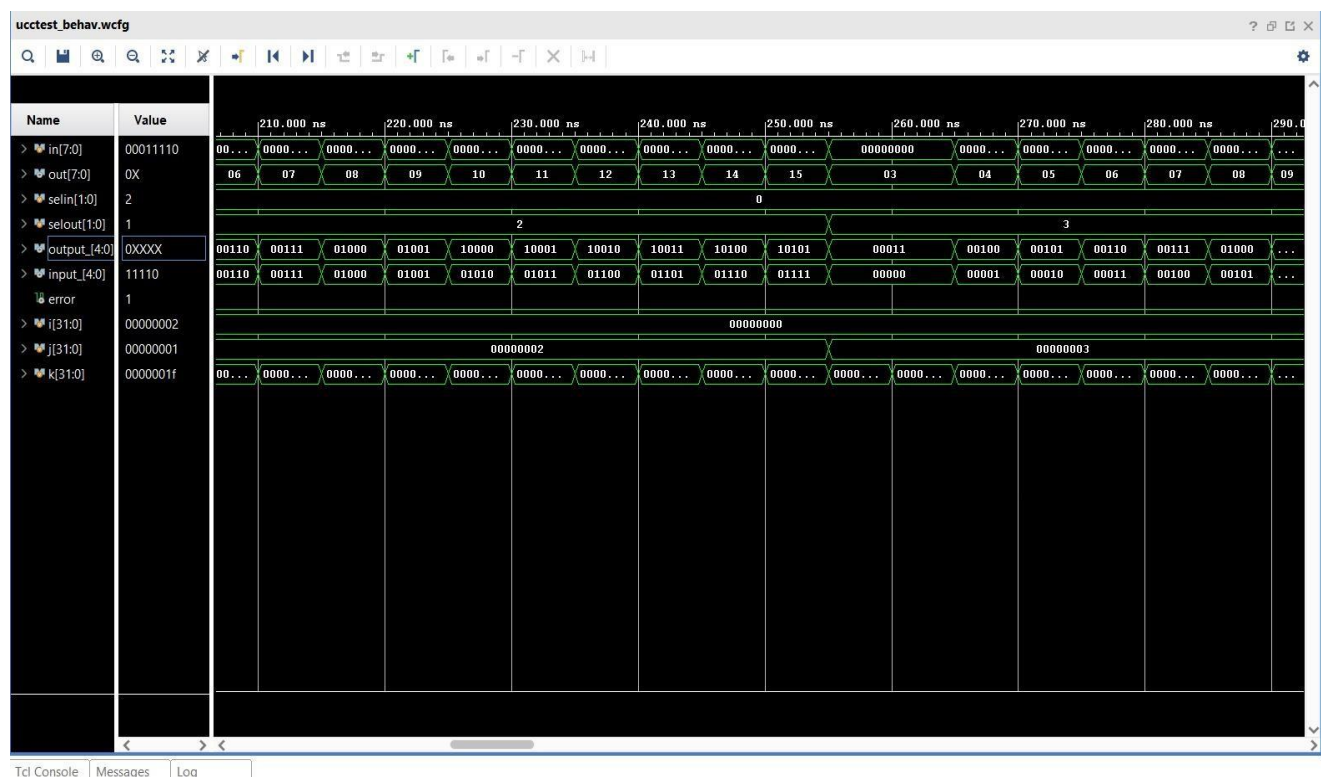 ucctest_behav.wcfg
Name Value 210.000 ns 220.000 ns 230.000 ns 240.000 ns 250.000 ns 260.000 ns 270.000 ns 280.000 ns 290.0
in[7:0] 00011110 00... 0000... 0000... 0000... 0000... 0000... 0000... 0000... 0000... 0000... 00000000 0000... 0000... 0000... 0000... 0000... ...
out[7:0] 0X 06 07 08 09 10 11 12 13 14 15 03 04 05 06 07 08 09
selin[1:0] 2 0
selout[1:0] 1 2 3
output_[4:0] 0XXXX 00110 00111 01000 01001 10000 10001 10010 10011 10100 10101 00011 00100 00101 00110 00111 01000 ...
input_[4:0] 11110 00110 00111 01000 01001 01010 01011 01100 01101 01110 01111 00000 00001 00010 00011 00100 00101 ...
error 1
i[31:0] 00000002 00000000
j[31:0] 00000001 00000002 00000003
k[31:0] 0000001f 00... 0000... 0000... 0000... 0000... 0000... 0000... 0000... 0000... 0000... 0000... 0000... 0000... 0000... 0000... 0000... 0000... ...
Tcl Console Messages Log